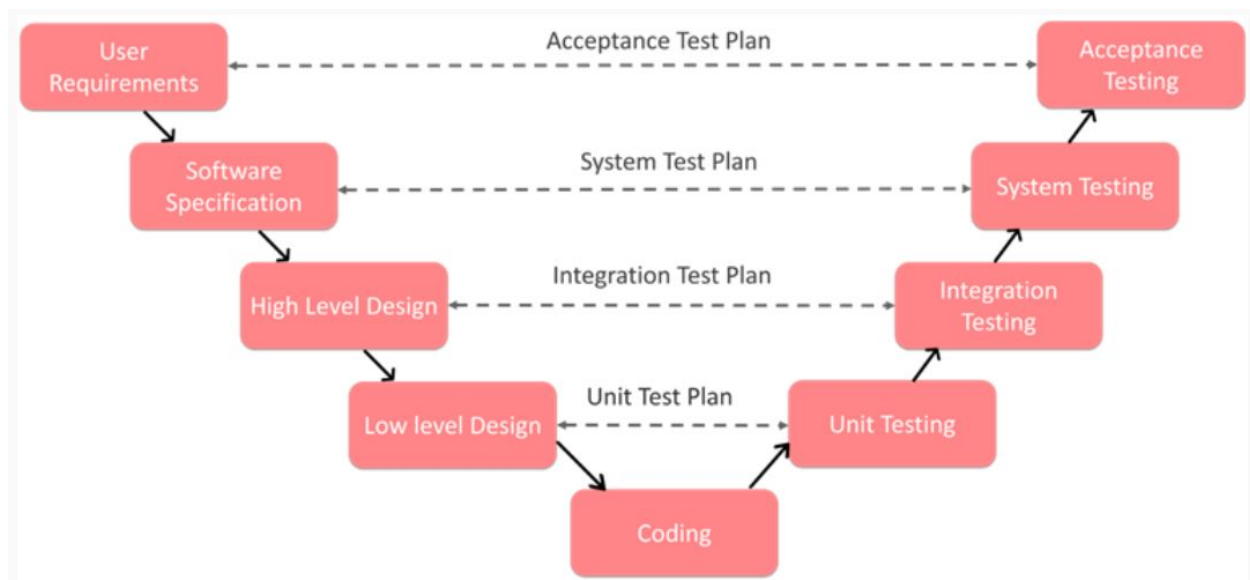 User
Requirements
Acceptance Test Plan
Acceptance
Testing
Software
Specification
System Test Plan
System Testing
High Level Design
Integration Test Plan
Integration
Testing
Low level Design
Unit Test Plan
Unit Testing
Coding